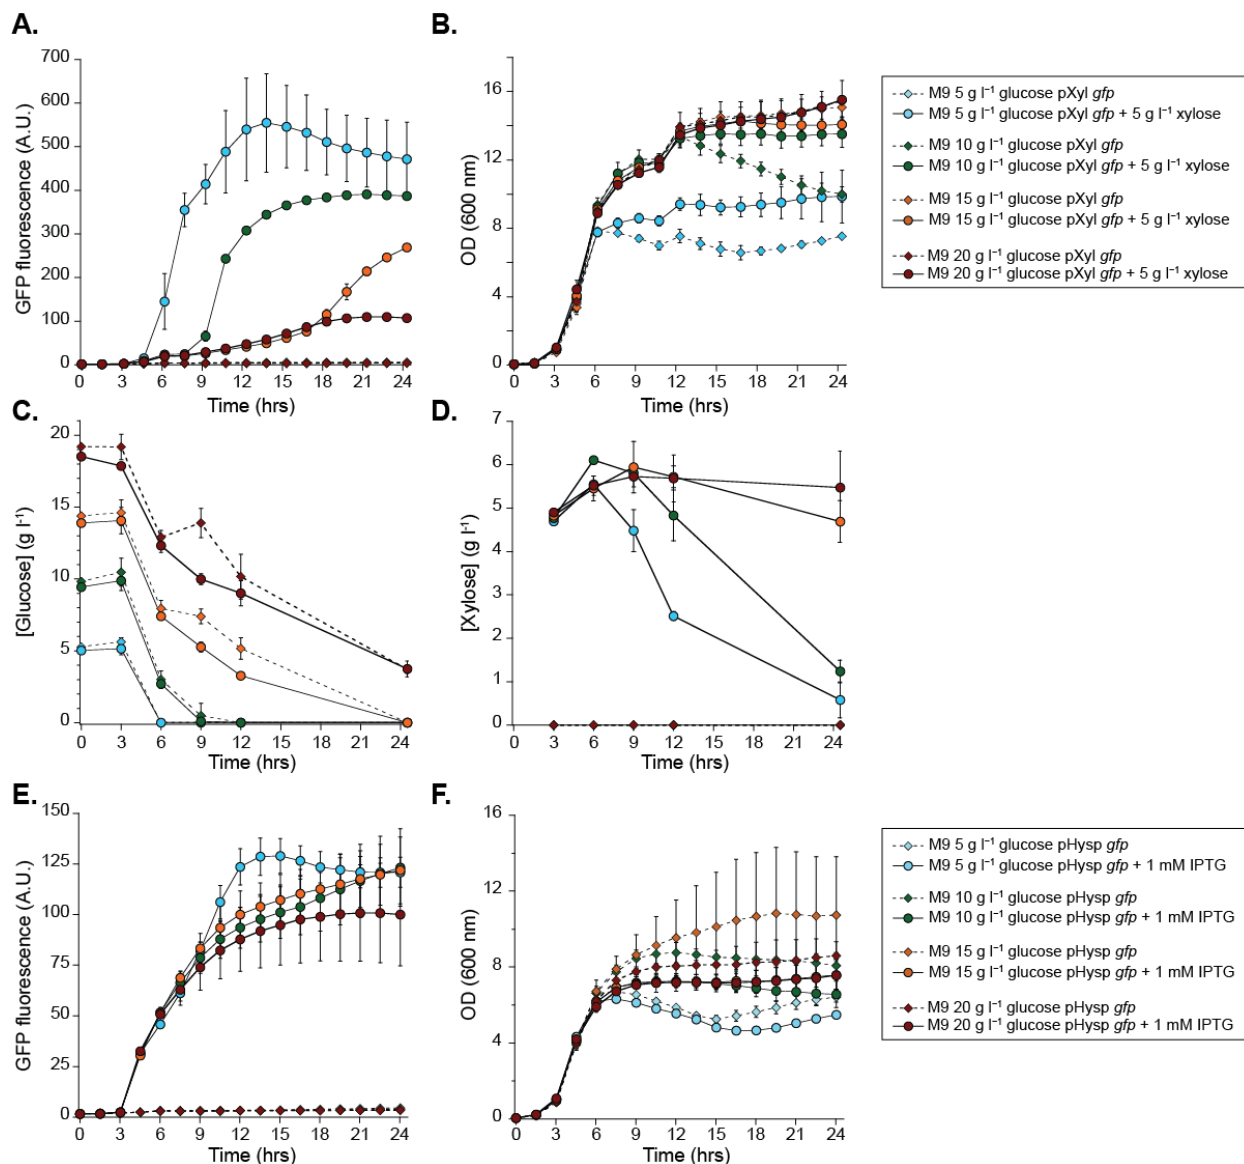 A.
GFP fluorescence (A.U.)
700
600
500
400
300
200
100
0
0 3 6 9 12 15 18 21 24
Time (hrs)
B.
OD (600 nm)
16
12
8
4
0
0 3 6 9 12 15 18 21 24
Time (hrs)
M9 5 g l⁻¹ glucose pXyl gfp
M9 5 g l⁻¹ glucose pXyl gfp + 5 g l⁻¹ xylose
M9 10 g l⁻¹ glucose pXyl gfp
M9 10 g l⁻¹ glucose pXyl gfp + 5 g l⁻¹ xylose
M9 15 g l⁻¹ glucose pXyl gfp
M9 15 g l⁻¹ glucose pXyl gfp + 5 g l⁻¹ xylose
M9 20 g l⁻¹ glucose pXyl gfp
M9 20 g l⁻¹ glucose pXyl gfp + 5 g l⁻¹ xylose
C.
[Glucose] (g l⁻¹)
20
15
10
5
0
0 3 6 9 12 15 18 21 24
Time (hrs)
D.
[Xylose] (g l⁻¹)
7
6
5
4
3
2
1
0
0 3 6 9 12 15 18 21 24
Time (hrs)
E.
GFP fluorescence (A.U.)
150
125
100
75
50
25
0
0 3 6 9 12 15 18 21 24
Time (hrs)
F.
OD (600 nm)
16
12
8
4
0
0 3 6 9 12 15 18 21 24
Time (hrs)
M9 5 g l⁻¹ glucose pHysp gfp
M9 5 g l⁻¹ glucose pHysp gfp + 1 mM IPTG
M9 10 g l⁻¹ glucose pHysp gfp
M9 10 g l⁻¹ glucose pHysp gfp + 1 mM IPTG
M9 15 g l⁻¹ glucose pHysp gfp
M9 15 g l⁻¹ glucose pHysp gfp + 1 mM IPTG
M9 20 g l⁻¹ glucose pHysp gfp
M9 20 g l⁻¹ glucose pHysp gfp + 1 mM IPTG